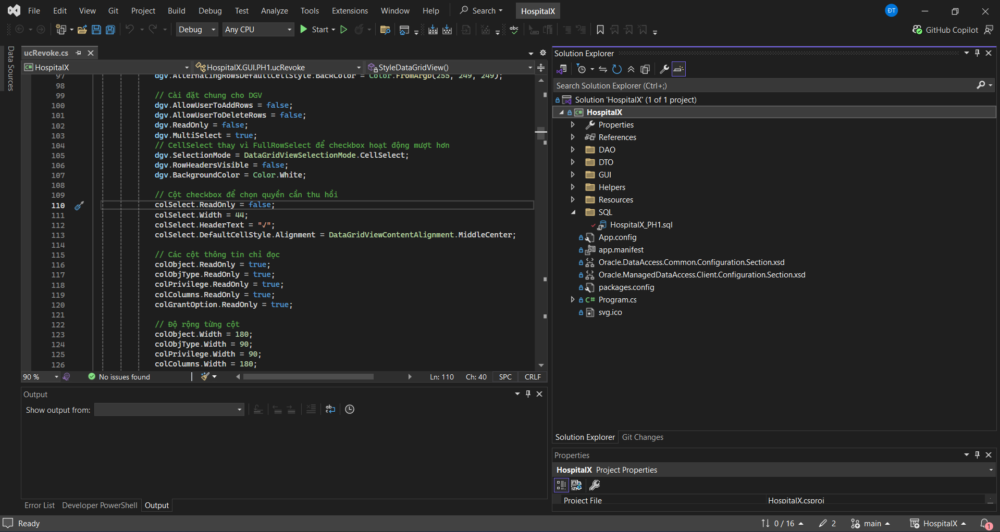 File Edit View Git Project Build Debug Test Analyze Tools Extensions Window Help Search HospitalX ĐT
Debug Any CPU Start GitHub Copilot
Data Sources
ucRevoke.cs
HospitalX HospitalX.GUI.PH1.ucRevoke StyleDataGridView()
97 dgv.AlternatingRowsDefaultCellStyle.BackColor = Color.FromArgb(255, 249, 249);
98
99 // Cài đặt chung cho DGV
100 dgv.AllowUserToAddRows = false;
101 dgv.AllowUserToDeleteRows = false;
102 dgv.ReadOnly = false;
103 dgv.MultiSelect = true;
104 // CellSelect thay vì FullRowSelect để checkbox hoạt động mượt hơn
105 dgv.SelectionMode = DataGridViewSelectionMode.CellSelect;
106 dgv.RowHeadersVisible = false;
107 dgv.BackgroundColor = Color.White;
108
109 // Cột checkbox để chọn quyền cần thu hồi
110 colSelect.ReadOnly = false;
111 colSelect.Width = 44;
112 colSelect.HeaderText = "✓";
113 colSelect.DefaultCellStyle.Alignment = DataGridViewContentAlignment.MiddleCenter;
114
115 // Các cột thông tin chỉ đọc
116 colObject.ReadOnly = true;
117 colObjType.ReadOnly = true;
118 colPrivilege.ReadOnly = true;
119 colColumns.ReadOnly = true;
120 colGrantOption.ReadOnly = true;
121
122 // Độ rộng từng cột
123 colObject.Width = 180;
124 colObjType.Width = 90;
125 colPrivilege.Width = 90;
126 colColumns.Width = 180;
90 % No issues found Ln: 110 Ch: 40 SPC CRLF
Output
Show output from:
Error List Developer PowerShell Output
Solution Explorer
Search Solution Explorer (Ctrl+;)
Solution 'HospitalX' (1 of 1 project)
HospitalX
Properties
References
DAO
DTO
GUI
Helpers
Resources
SQL
HospitalX_PH1.sql
App.config
app.manifest
Oracle.DataAccess.Common.Configuration.Section.xsd
Oracle.ManagedDataAccess.Client.Configuration.Section.xsd
packages.config
C# Program.cs
svg.ico
Solution Explorer Git Changes
Properties
HospitalX Project Properties
Project File HospitalX.csproj
Ready 0 / 16 2 main HospitalX 1